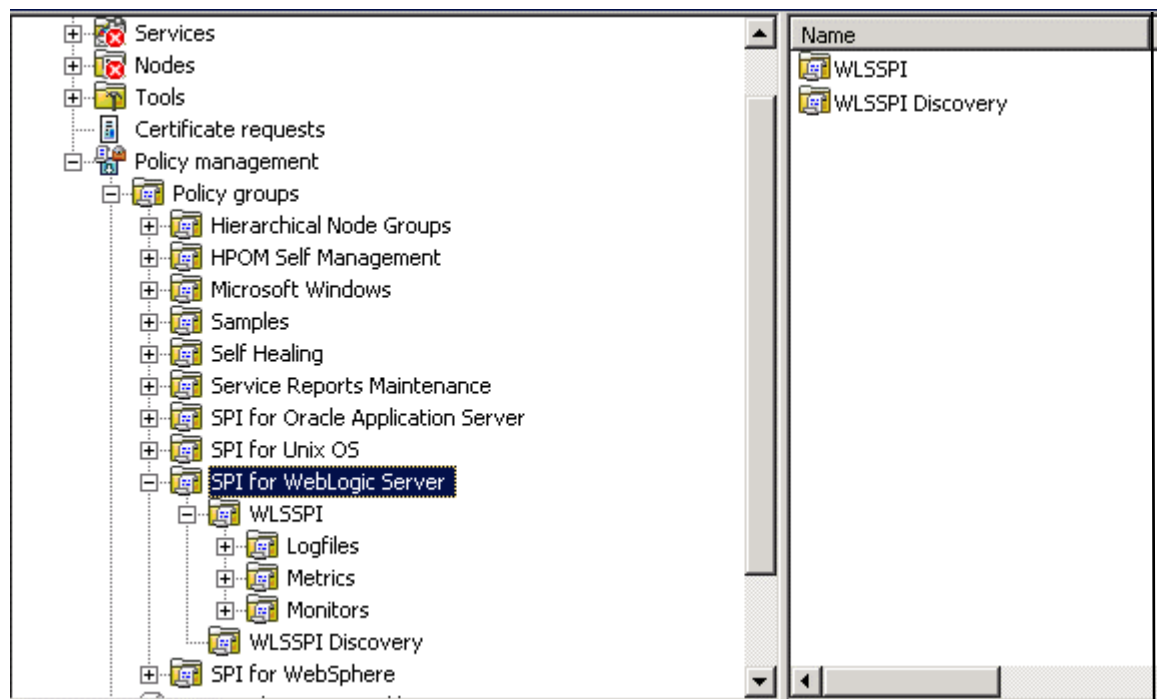 Services
Nodes
Tools
Certificate requests
Policy management
Policy groups
Hierarchical Node Groups
HPOM Self Management
Microsoft Windows
Samples
Self Healing
Service Reports Maintenance
SPI for Oracle Application Server
SPI for Unix OS
SPI for WebLogic Server
WLSSPI
Logfiles
Metrics
Monitors
WLSSPI Discovery
SPI for WebSphere
Name
WLSSPI
WLSSPI Discovery